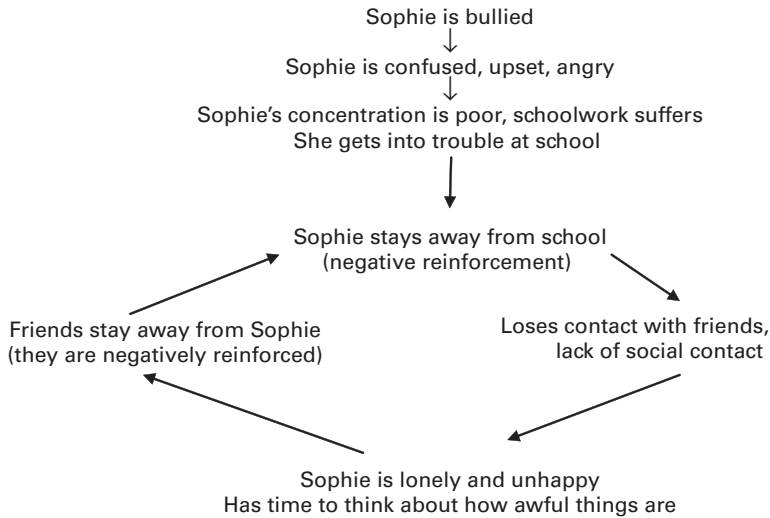 Sophie is bullied
Sophie is confused, upset, angry
Sophie's concentration is poor, schoolwork suffers
She gets into trouble at school
Sophie stays away from school
(negative reinforcement)
Loses contact with friends,
lack of social contact
Sophie is lonely and unhappy
Has time to think about how awful things are
Friends stay away from Sophie
(they are negatively reinforced)